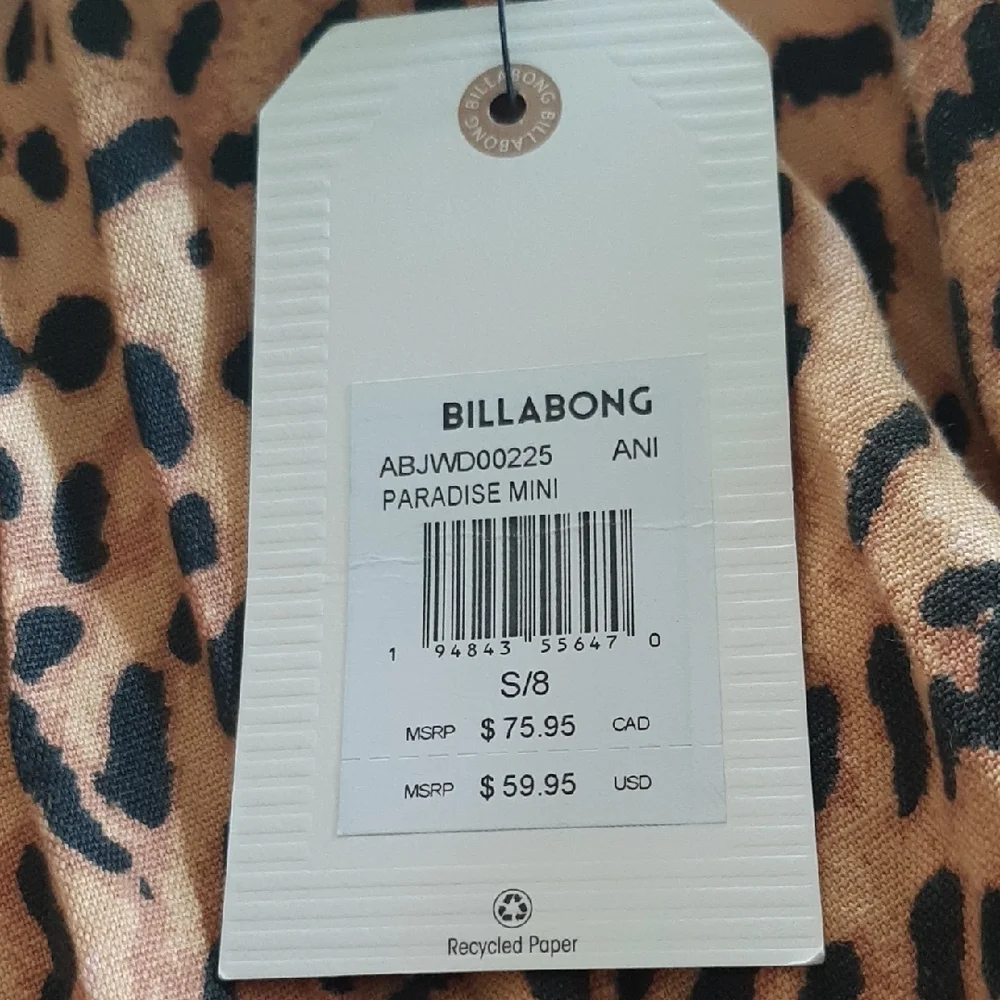 BILLABONG BILLABONG
BILLABONG
ABJWD00225 ANI
PARADISE MINI
1 94843 55647 0
S/8
MSRP $ 75.95 CAD
MSRP $ 59.95 USD
Recycled Paper